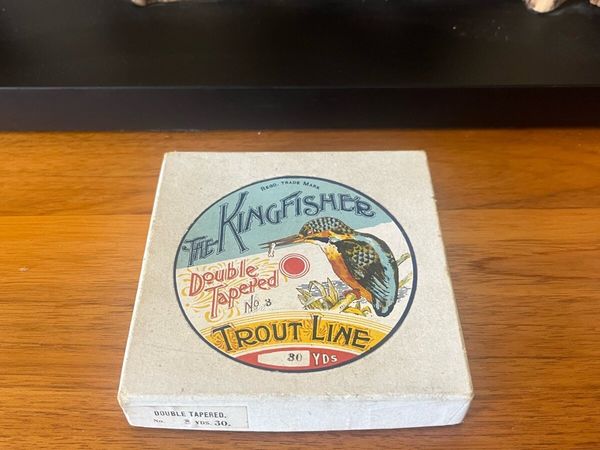 REGD. TRADE MARK
THE KINGFISHER
Double
Tapered
No 3
TROUT LINE
30 YDS
DOUBLE TAPERED.
No. 3 YDS. 30.